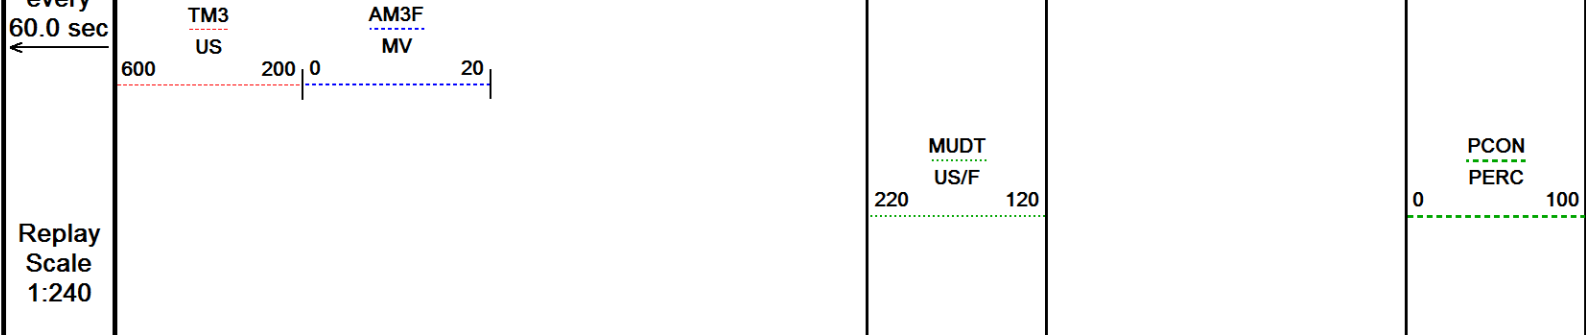 every
60.0 sec
TM3
US
600 200
AM3F
MV
0 20
MUDT
US/F
220 120
PCON
PERC
0 100
Replay
Scale
1:240